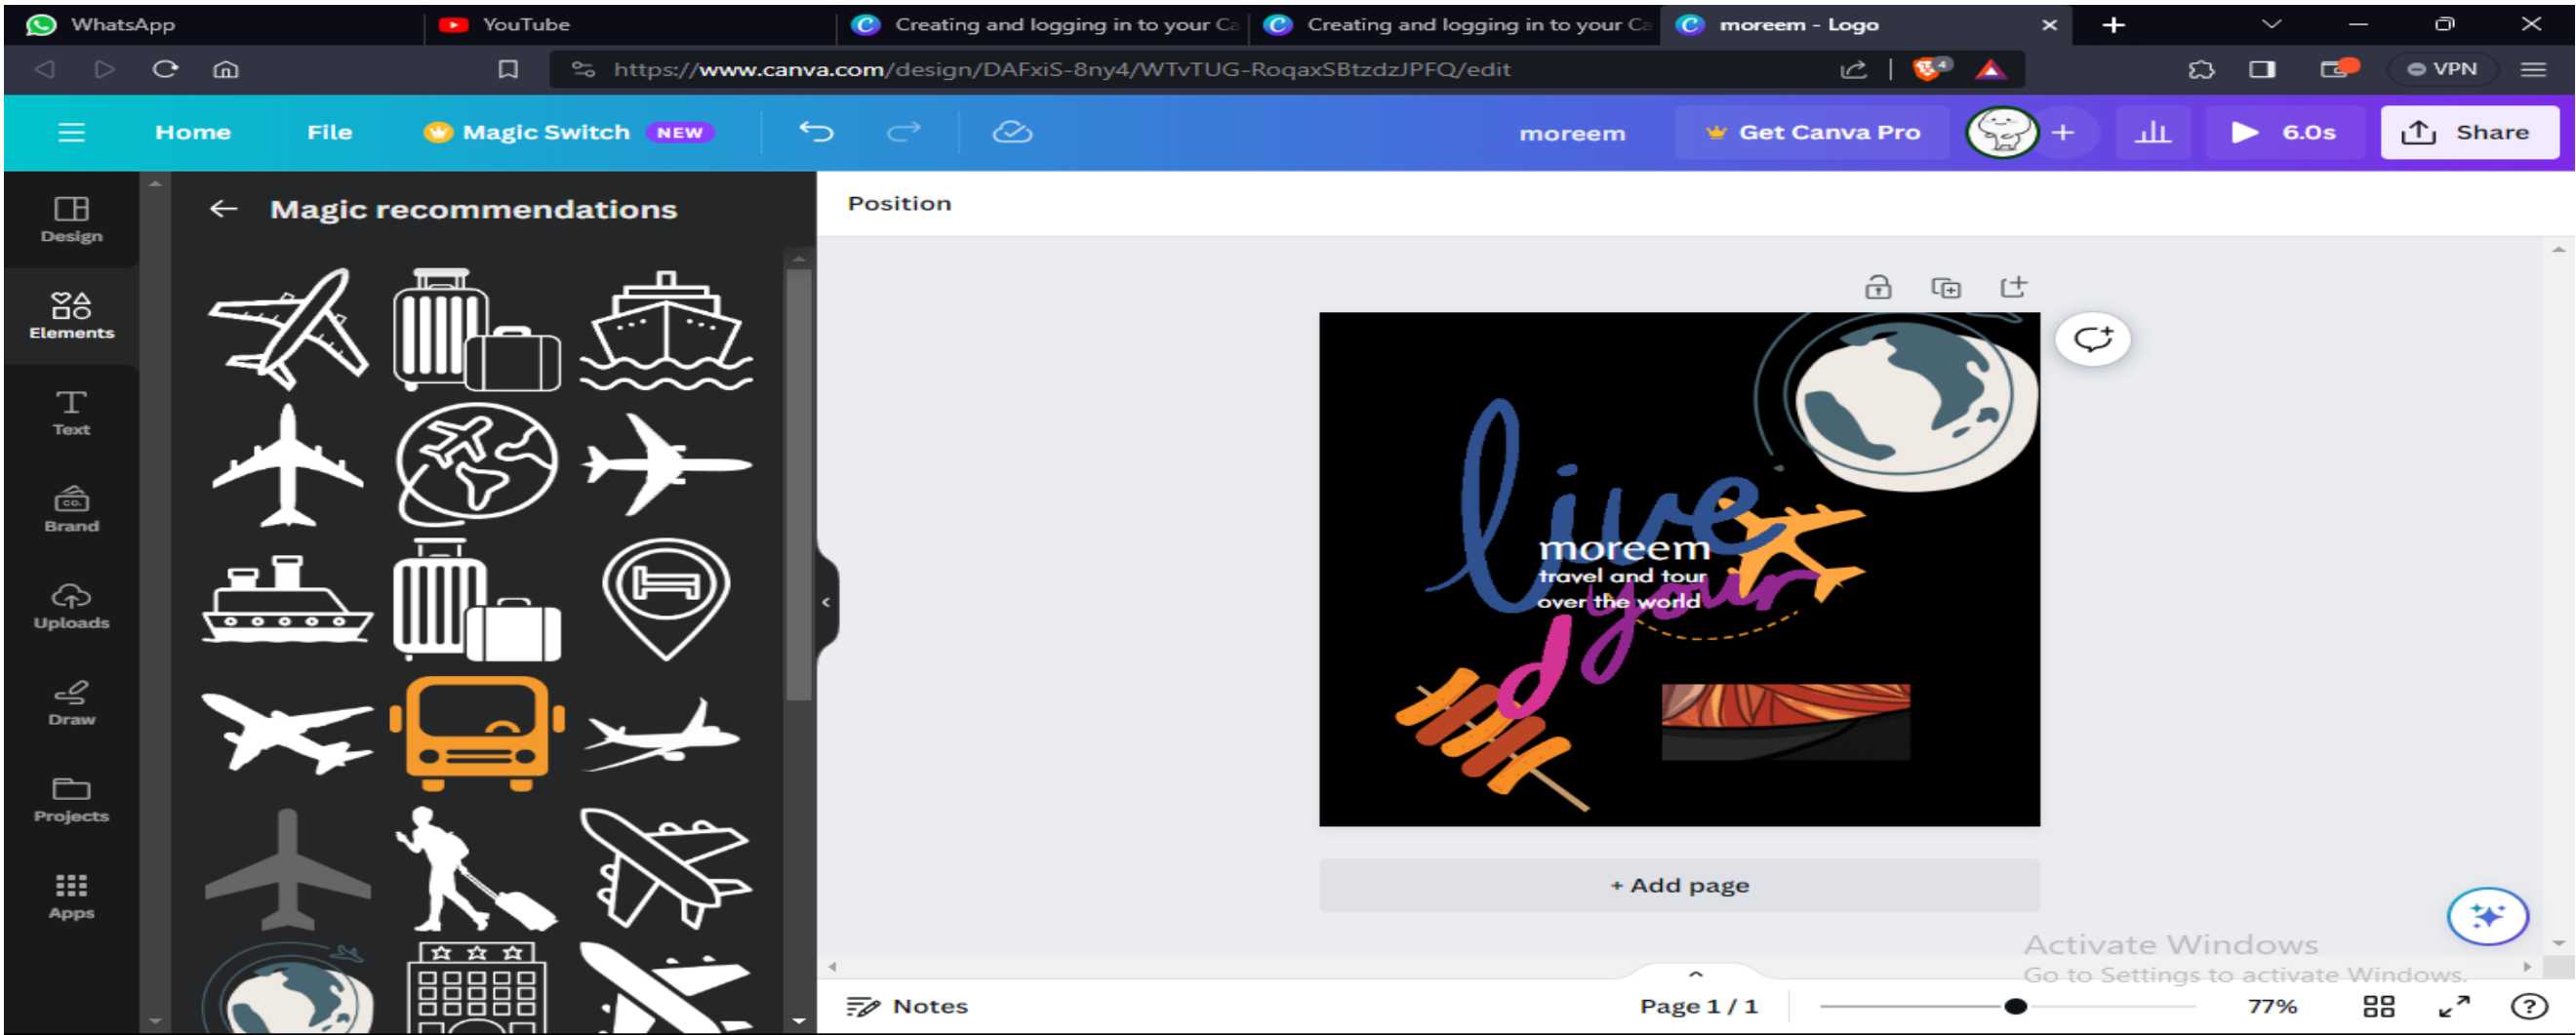 WhatsApp
YouTube
Creating and logging in to your Ca
Creating and logging in to your Ca
moreem - Logo
https://www.canva.com/design/DAFxiS-8ny4/WTvTUG-RoqaxSBtzdzJPFQ/edit
4
VPN
Home
File
Magic Switch
NEW
moreem
Get Canva Pro
6.0s
Share
Design
Elements
Text
CO.
Brand
Uploads
Draw
Projects
Apps
Magic recommendations
Position
live
moreem
travel and tour
your
over the world
d
+ Add page
Activate Windows
Go to Settings to activate Windows.
Notes
Page 1 / 1
77%